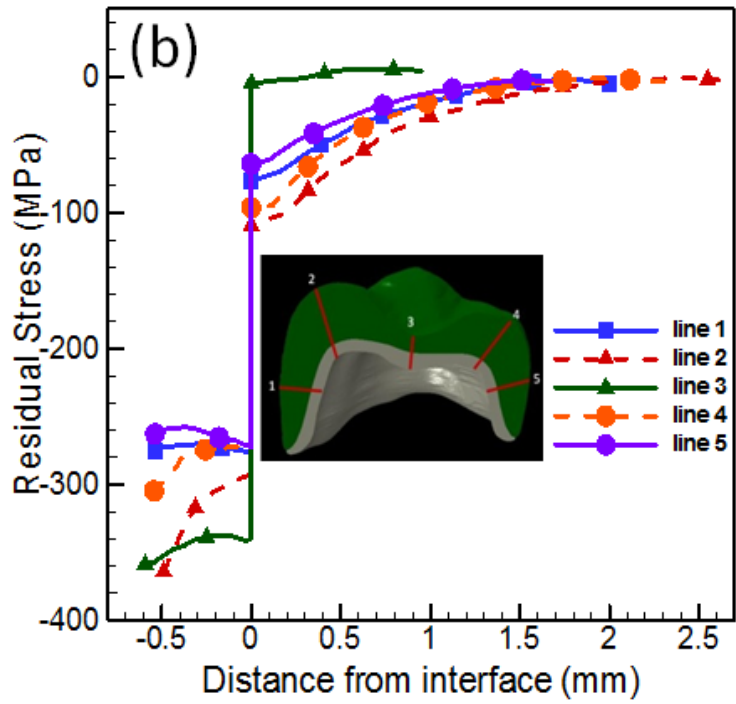 (b)
0
-100
-200
-300
-400
Residual Stress (MPa)
2
4
3
1
5
line 1
line 2
line 3
line 4
line 5
-0.5
0
0.5
1
1.5
2
2.5
Distance from interface (mm)